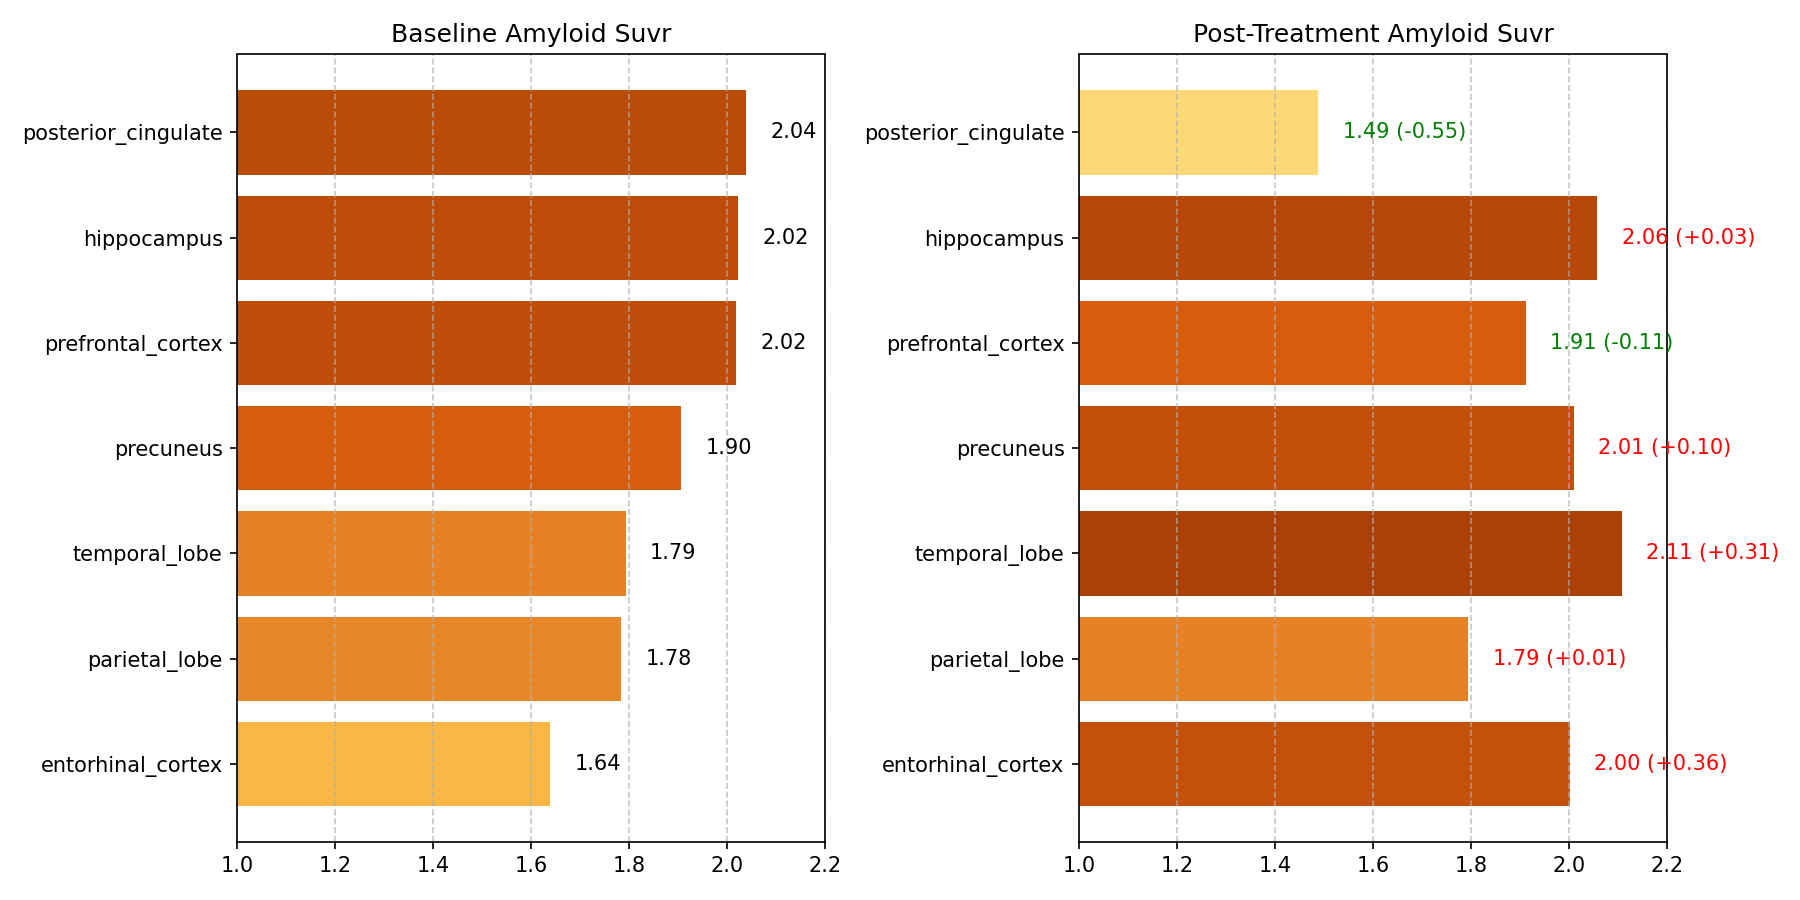 Baseline Amyloid Suvr
posterior_cingulate
2.04
hippocampus
2.02
prefrontal_cortex
2.02
precuneus
1.90
temporal_lobe
1.79
parietal_lobe
1.78
entorhinal_cortex
1.64
1.0 1.2 1.4 1.6 1.8 2.0 2.2
Post-Treatment Amyloid Suvr
posterior_cingulate
1.49 (-0.55)
hippocampus
2.06 (+0.03)
prefrontal_cortex
1.91 (-0.11)
precuneus
2.01 (+0.10)
temporal_lobe
2.11 (+0.31)
parietal_lobe
1.79 (+0.01)
entorhinal_cortex
2.00 (+0.36)
1.0 1.2 1.4 1.6 1.8 2.0 2.2